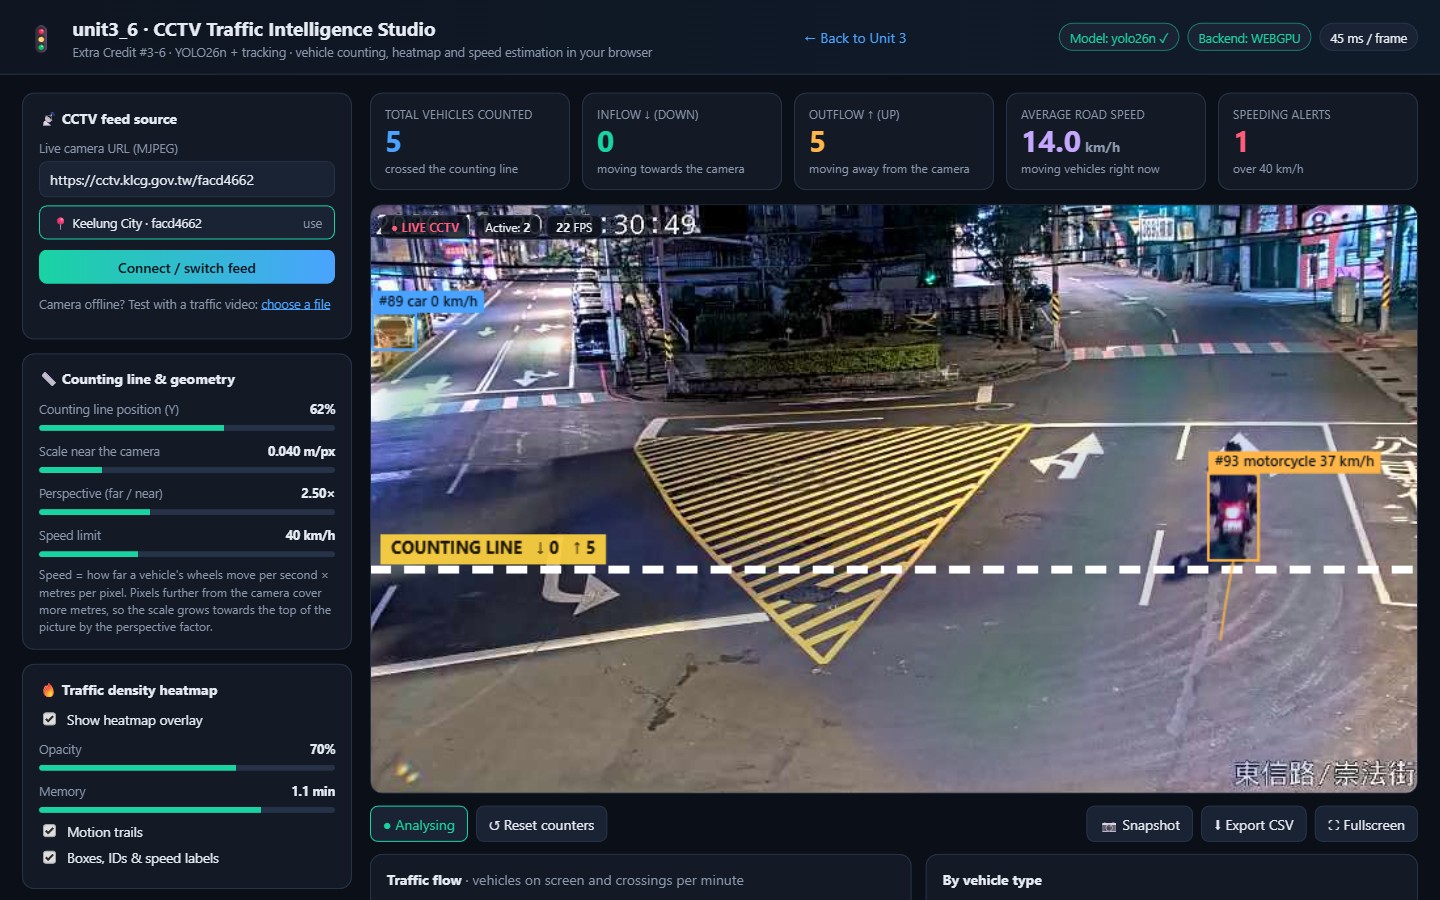 unit3_6 · CCTV Traffic Intelligence Studio
Extra Credit #3-6 · YOLO26n + tracking · vehicle counting, heatmap and speed estimation in your browser
← Back to Unit 3
Model: yolo26n ✓
Backend: WEBGPU
45 ms / frame
CCTV feed source
Live camera URL (MJPEG)
https://cctv.klcg.gov.tw/facd4662
Keelung City · facd4662
use
Connect / switch feed
Camera offline? Test with a traffic video: choose a file
Counting line & geometry
Counting line position (Y) 62%
Scale near the camera 0.040 m/px
Perspective (far / near) 2.50×
Speed limit 40 km/h
Speed = how far a vehicle's wheels move per second ×
metres per pixel. Pixels further from the camera cover
more metres, so the scale grows towards the top of the
picture by the perspective factor.
Traffic density heatmap
Show heatmap overlay
Opacity 70%
Memory 1.1 min
Motion trails
Boxes, IDs & speed labels
TOTAL VEHICLES COUNTED
5
crossed the counting line
INFLOW ↓ (DOWN)
0
moving towards the camera
OUTFLOW ↑ (UP)
5
moving away from the camera
AVERAGE ROAD SPEED
14.0 km/h
moving vehicles right now
SPEEDING ALERTS
1
over 40 km/h
● LIVE CCTV
Active: 2
22 FPS
:30:49
#89 car 0 km/h
#93 motorcycle 37 km/h
COUNTING LINE ↓ 0 ↑ 5
東信路/崇法街
● Analysing
↺ Reset counters
Snapshot
⬇ Export CSV
⛶ Fullscreen
Traffic flow · vehicles on screen and crossings per minute
By vehicle type